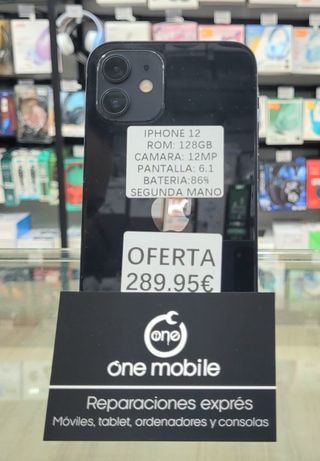 IPHONE 12
ROM: 128GB
CAMARA: 12MP
PANTALLA: 6.1
BATERIA:86%
SEGUNDA MANO
OFERTA
289.95€
one
one mobile
Reparaciones exprés
Móviles, tablet, ordenadores y consolas